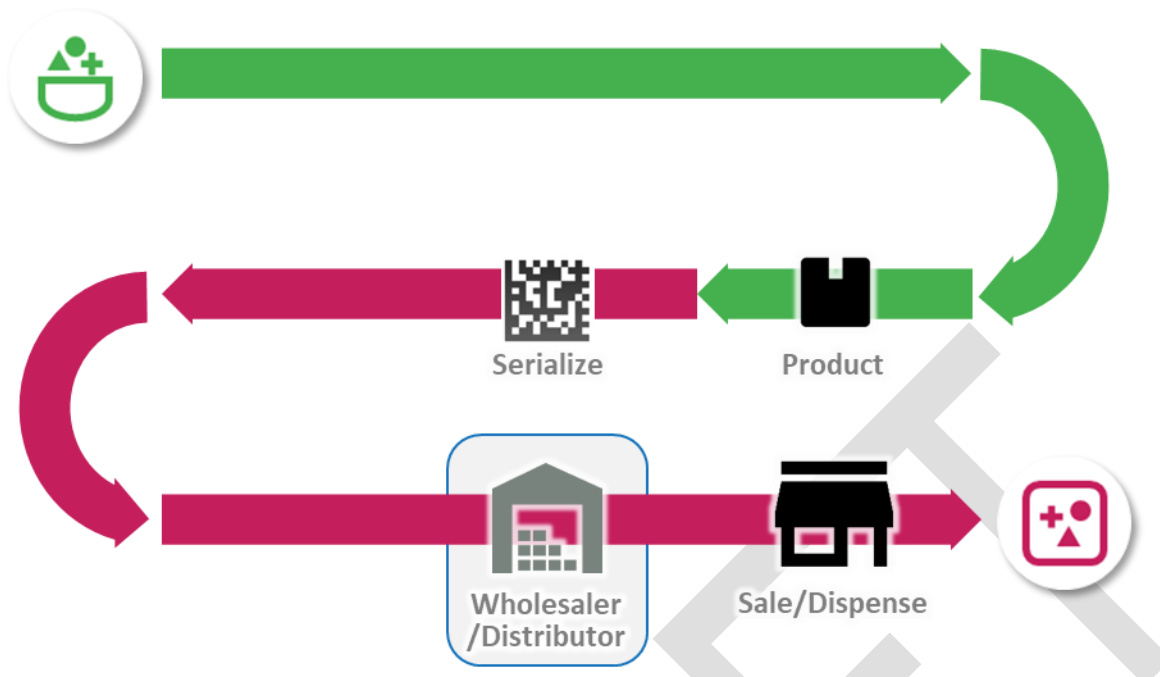 Serialize
Product
Wholesaler
/Distributor
Sale/Dispense